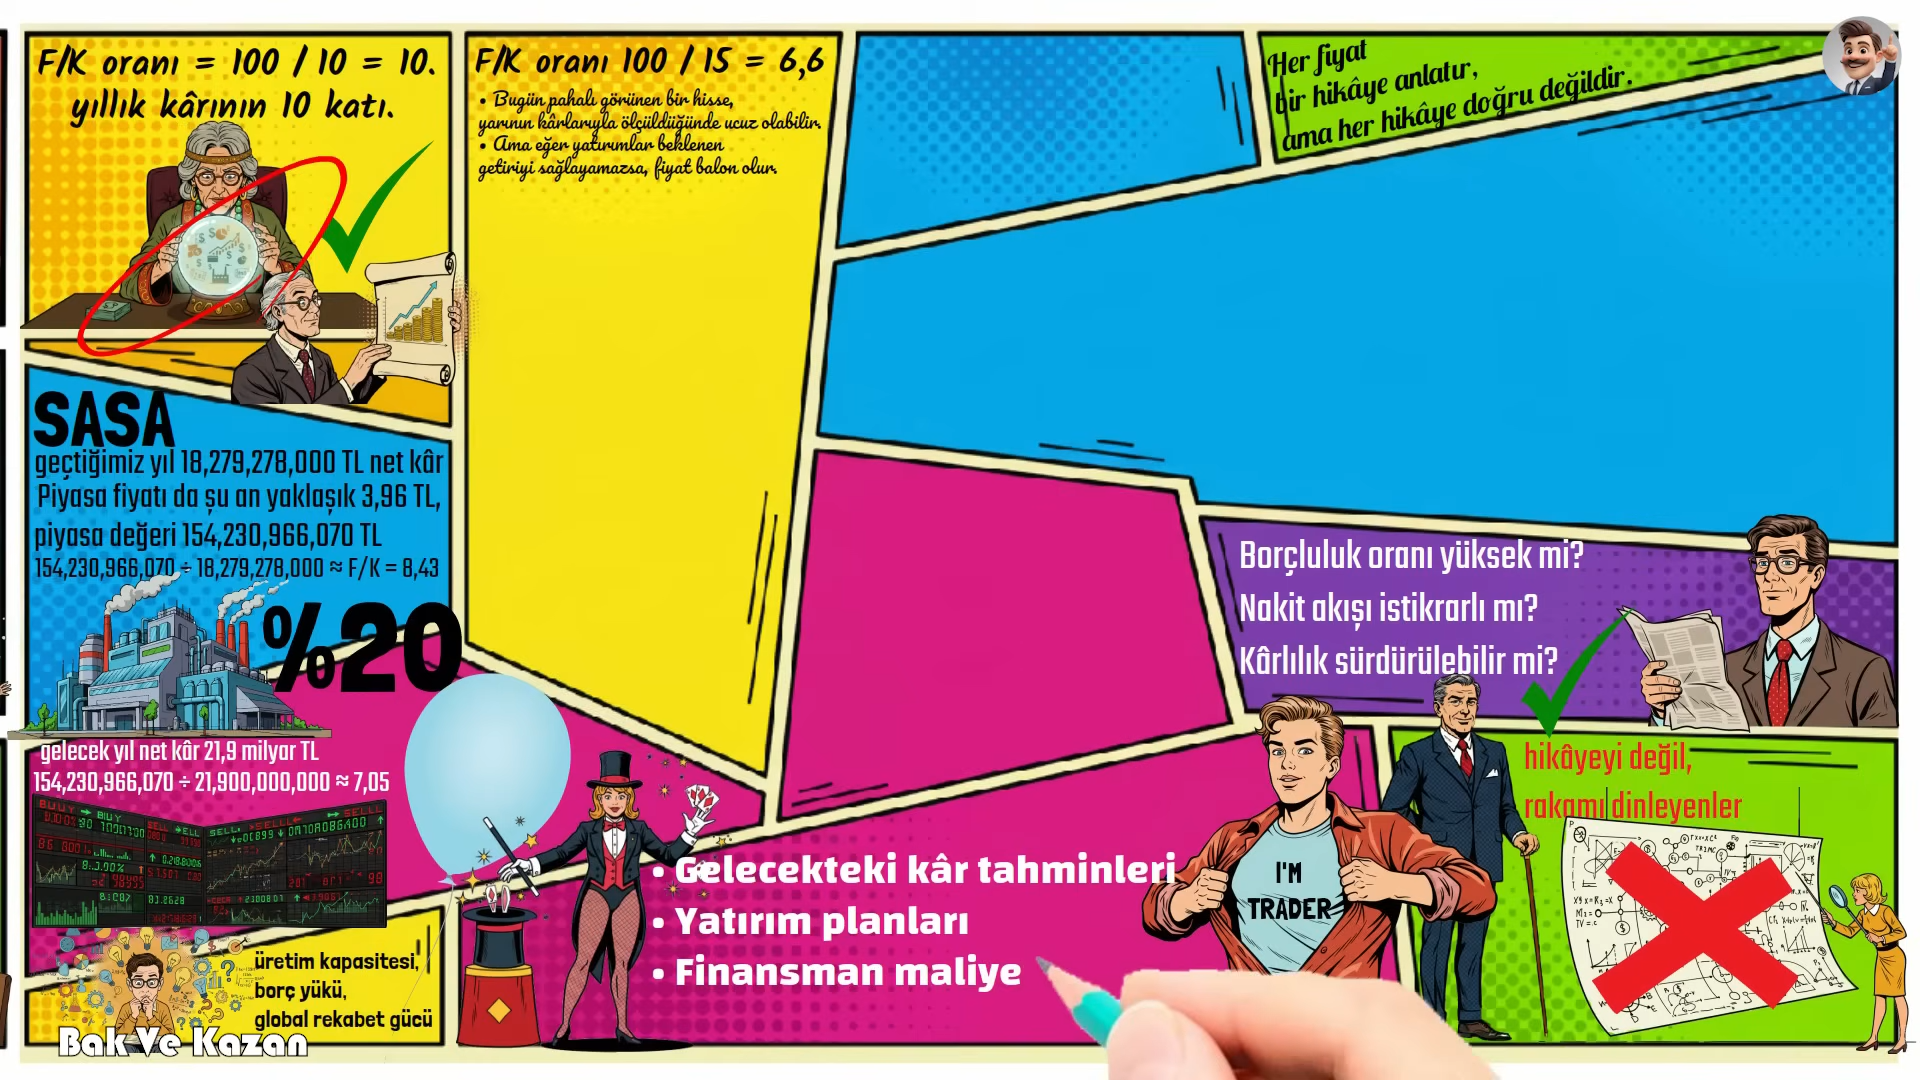 F/K oranı = 100 / 10 = 10.
yıllık kârının 10 katı.
F/K oranı 100 / 15 = 6,6
• Bugün pahalı görünen bir hisse,
yarının kârlarıyla ölçüldüğünde ucuz olabilir.
• Ama eğer yatırımlar beklenen
getiriyi sağlayamazsa, fiyat balon olur.
Her fiyat
bir hikâye anlatır,
ama her hikâye doğru değildir.
SASA
geçtiğimiz yıl 18,279,278,000 TL net kâr
Piyasa fiyatı da şu an yaklaşık 3,96 TL,
piyasa değeri 154,230,966,070 TL
154,230,966,070 ÷ 18,279,278,000 ≈ F/K = 8,43
%20
gelecek yıl net kâr 21,9 milyar TL
154,230,966,070 ÷ 21,900,000,000 ≈ 7,05
üretim kapasitesi,
borç yükü,
global rekabet gücü
Bak Ve Kazan
• Gelecekteki kâr tahminleri
• Yatırım planları
• Finansman maliye
I'M
TRADER
Borçluluk oranı yüksek mi?
Nakit akışı istikrarlı mı?
Kârlılık sürdürülebilir mi?
hikâyeyi değil,
rakamı dinleyenler